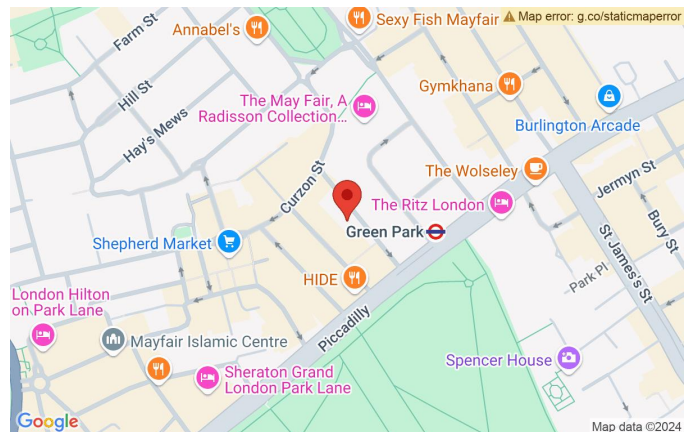 Map error: g.co/staticmaperror
Sexy Fish Mayfair
Annabel's
Farm St
Hill St
Gymkhana
The May Fair, A
Radisson Collection...
Burlington Arcade
Hay's Mews
The Wolseley
Jermyn St
Curzon St
The Ritz London
Bury St
Green Park
Shepherd Market
St James's St
HIDE
Park Pl
London Hilton
on Park Lane
Piccadilly
Mayfair Islamic Centre
Spencer House
Sheraton Grand
London Park Lane
Google
Map data ©2024